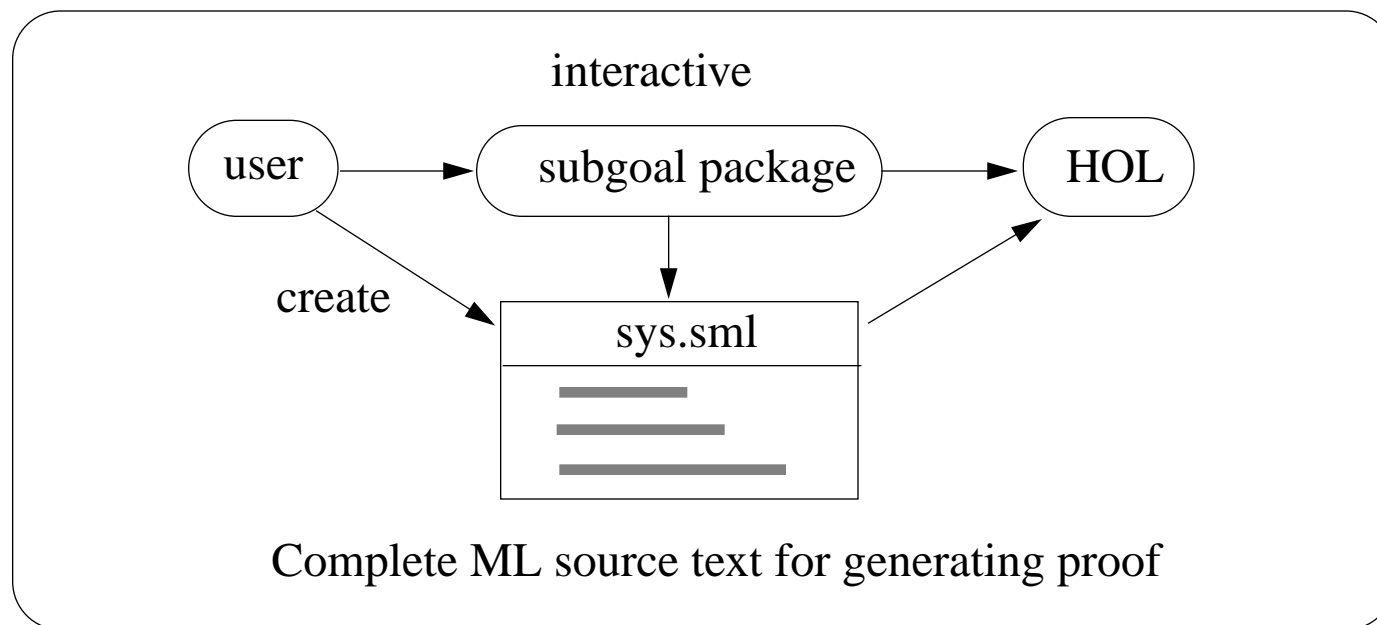 interactive
user
subgoal package
HOL
create
sys.sml
Complete ML source text for generating proof